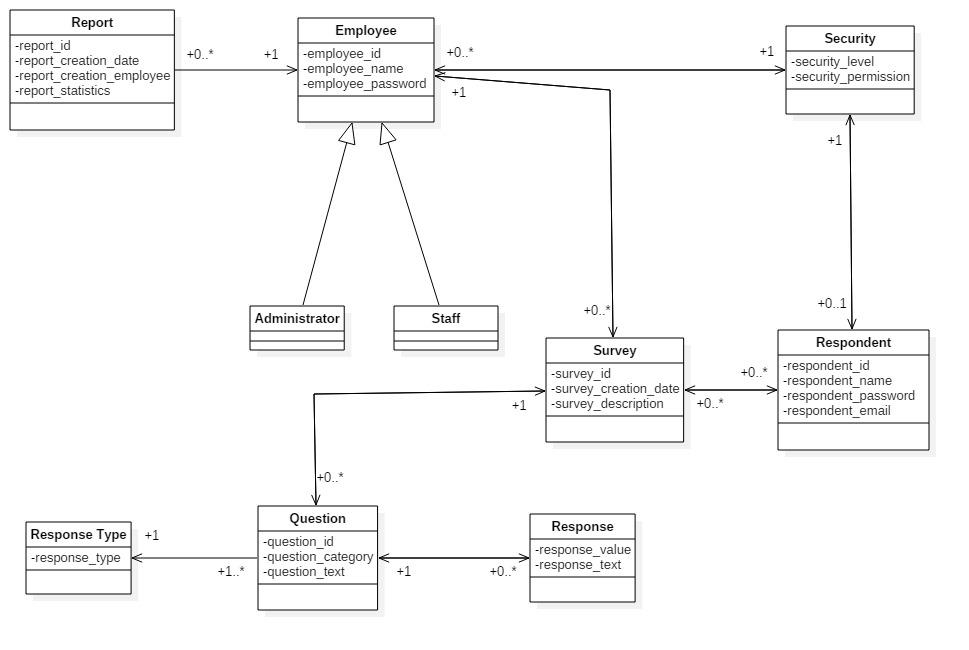 Report
-report_id
-report_creation_date
-report_creation_employee
-report_statistics
+0..*
+1
Employee
-employee_id
-employee_name
-employee_password
+0..*
+1
+1
Security
-security_level
-security_permission
+1
+0..1
Administrator
Staff
+0..*
Survey
-survey_id
-survey_creation_date
-survey_description
+0..*
+0..*
Respondent
-respondent_id
-respondent_name
-respondent_password
-respondent_email
+1
+0..*
Response Type
-response_type
+1
+1..*
Question
-question_id
-question_category
-question_text
+1
+0..*
Response
-response_value
-response_text